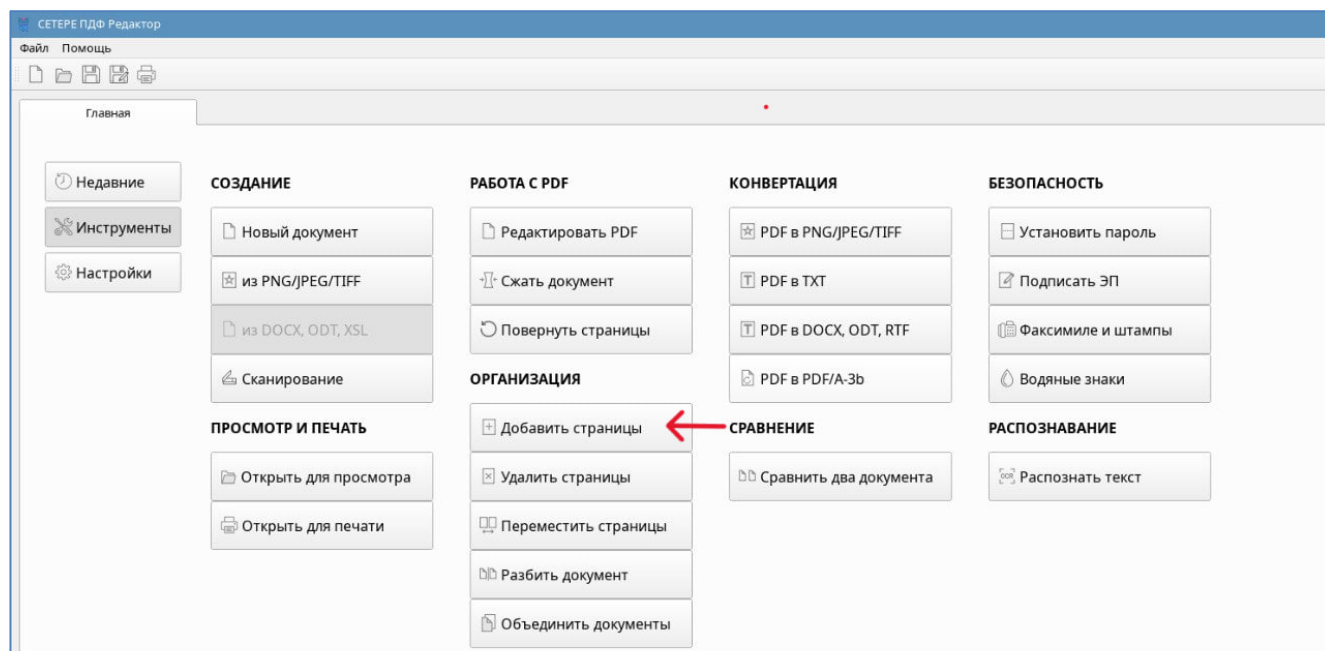 СЕТЕРЕ ПДФ Редактор
Файл Помощь
Главная
Недавние
Инструменты
Настройки
СОЗДАНИЕ
Новый документ
из PNG/JPEG/TIFF
из DOCX, ODT, XSL
Сканирование
ПРОСМОТР И ПЕЧАТЬ
Открыть для просмотра
Открыть для печати
РАБОТА С PDF
Редактировать PDF
Сжать документ
Повернуть страницы
ОРГАНИЗАЦИЯ
Добавить страницы
Удалить страницы
Переместить страницы
Разбить документ
Объединить документы
КОНВЕРТАЦИЯ
PDF в PNG/JPEG/TIFF
PDF в TXT
PDF в DOCX, ODT, RTF
PDF в PDF/A-3b
СРАВНЕНИЕ
Сравнить два документа
БЕЗОПАСНОСТЬ
Установить пароль
Подписать ЭП
Факсимиле и штампы
Водяные знаки
РАСПОЗНАВАНИЕ
Распознать текст